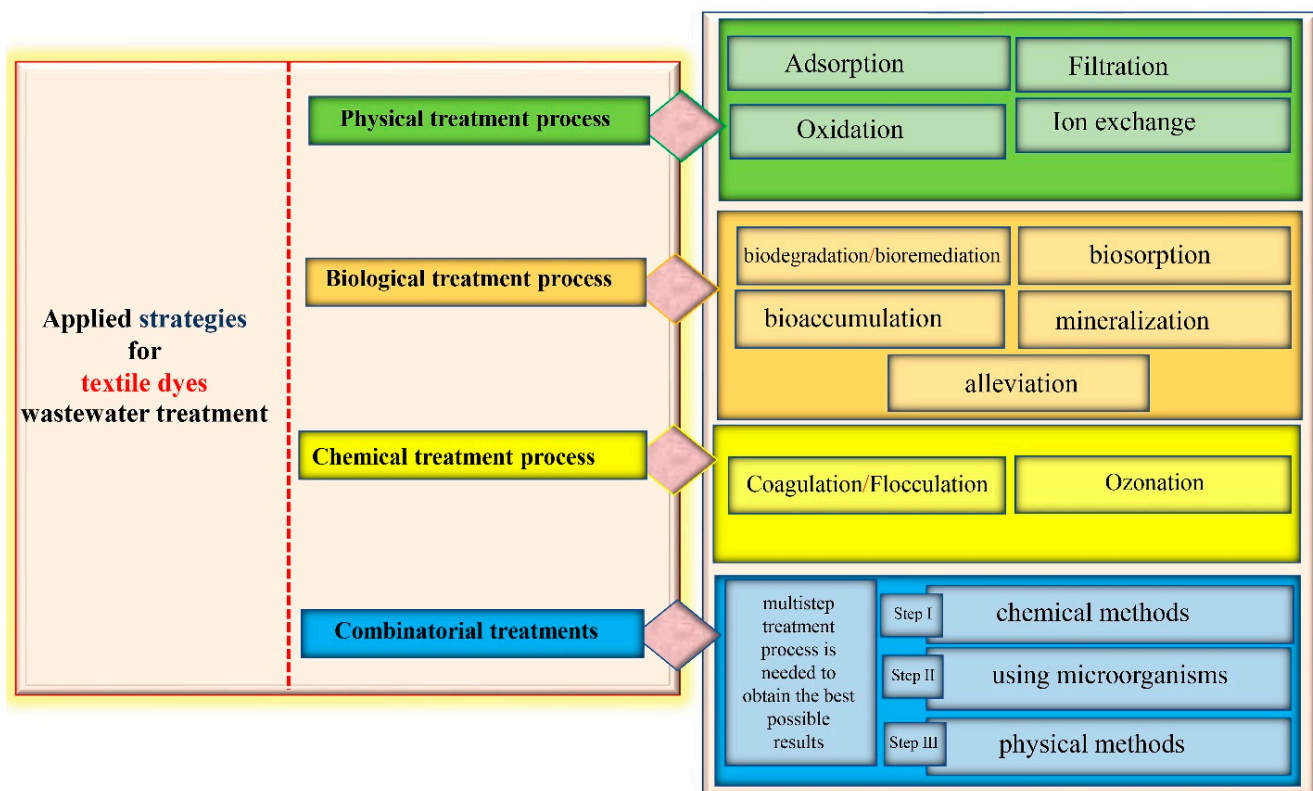 Applied strategies
for
textile dyes
wastewater treatment
Physical treatment process
Adsorption
Filtration
Oxidation
Ion exchange
Biological treatment process
biodegradation/bioremediation
biosorption
bioaccumulation
mineralization
alleviation
Chemical treatment process
Coagulation/Flocculation
Ozonation
Combinatorial treatments
multistep
treatment
process is
needed to
obtain the best
possible
results
Step I
chemical methods
Step II
using microorganisms
Step III
physical methods